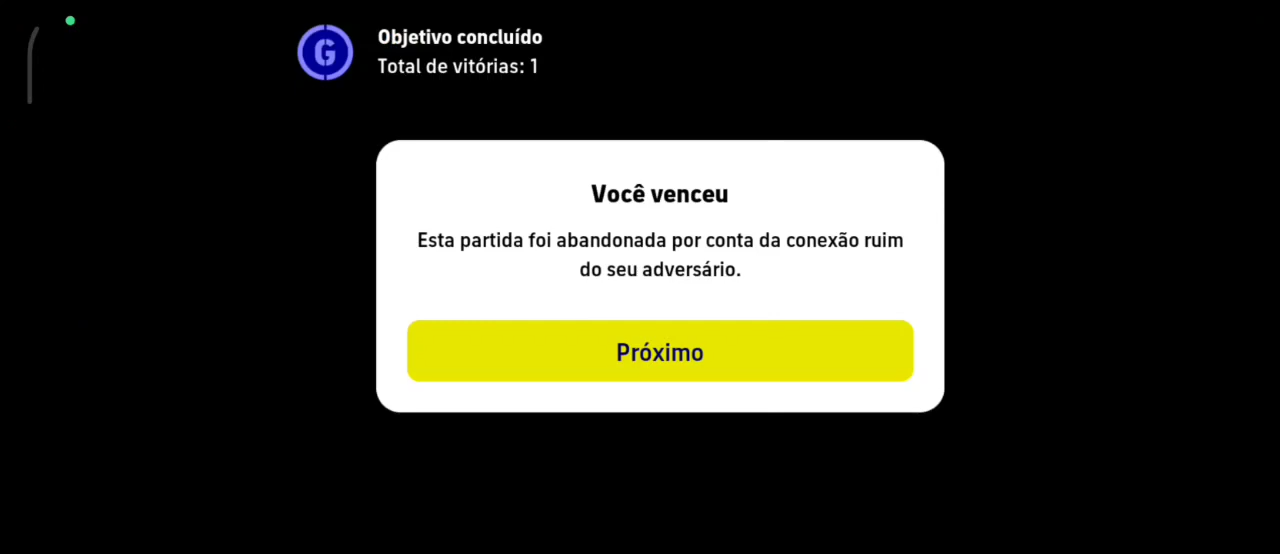 G
Objetivo concluído
Total de vitórias: 1
Você venceu
Esta partida foi abandonada por conta da conexão ruim
do seu adversário.
Próximo